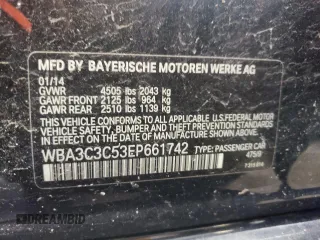 MFD BY BAYERISCHE MOTOREN WERKE AG
01/14
GVWR 4505 lbs 2043 kg
GAWR FRONT 2125 lbs 964 kg
GAWR REAR 2510 lbs 1139 kg
THIS VEHICLE CONFORMS TO ALL APPLICABLE U.S.FEDERAL MOTOR
VEHICLE SAFETY, BUMPER, AND THEFT PREVENTION STANDARDS
IN EFFECT ON THE DATE OF MANUFACTURE SHOWN ABOVE.
WBA3C3C53EP661742 TYPE: PASSENGER CAR
475/9
DREAMBID